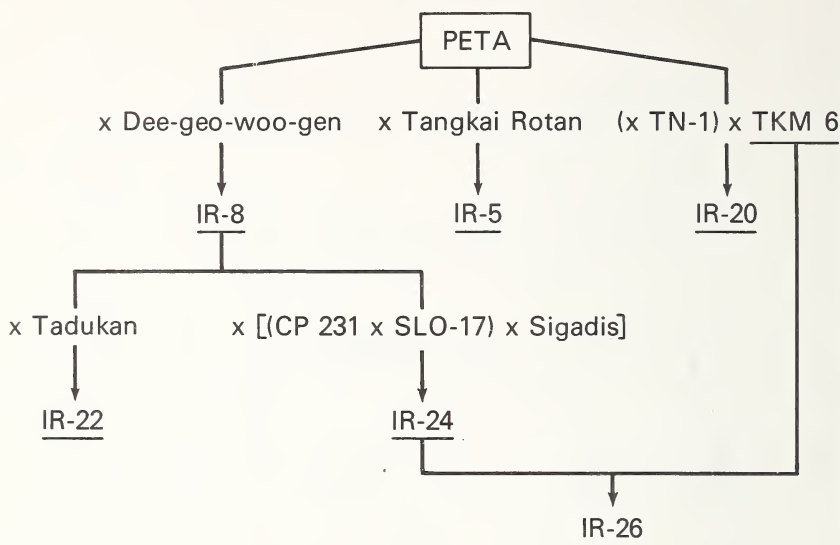 PETA
x Dee-geo-woo-gen x Tangkai Rotan (x TN-1) x TKM 6
IR-8 IR-5 IR-20
x Tadukan x [(CP 231 x SLO-17) x Sigadis]
IR-22 IR-24
IR-26